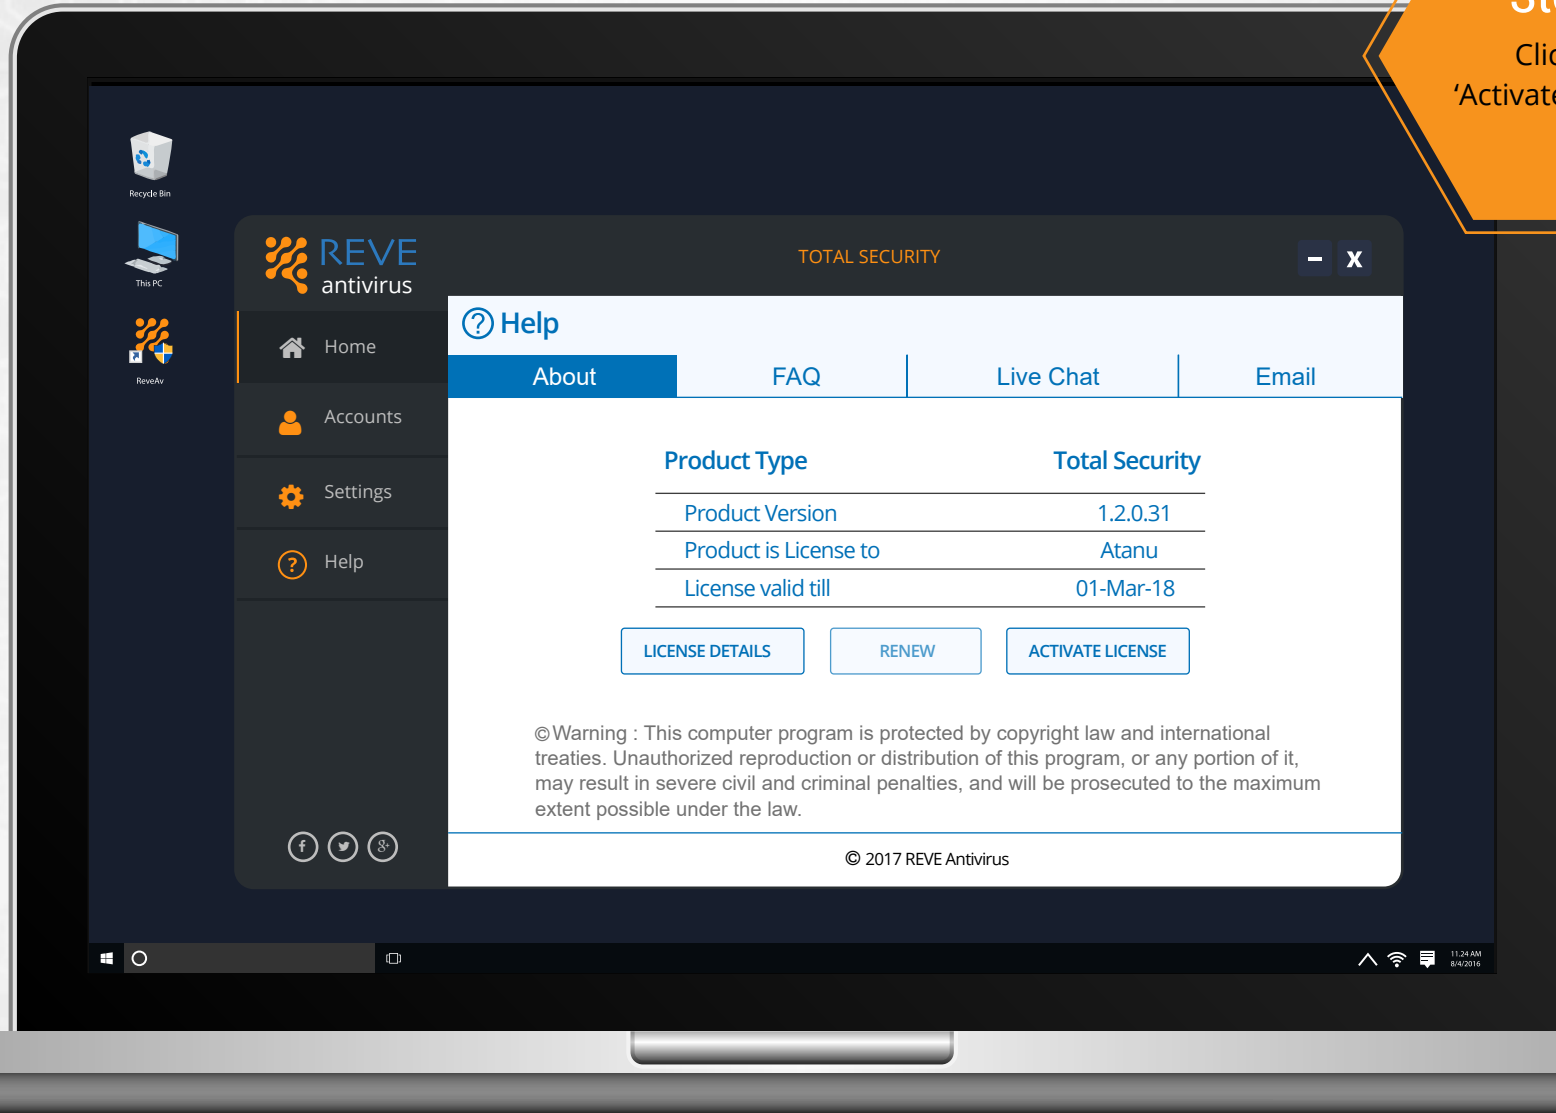 Recycle Bin
This PC
ReveAv
REVE
antivirus
TOTAL SECURITY
X
Home
Accounts
Settings
Help
Help
About
FAQ
Live Chat
Email
Product Type Total Security
Product Version 1.2.0.31
Product is License to Atanu
License valid till 01-Mar-18
LICENSE DETAILS
RENEW
ACTIVATE LICENSE
© Warning : This computer program is protected by copyright law and international
treaties. Unauthorized reproduction or distribution of this program, or any portion of it,
may result in severe civil and criminal penalties, and will be prosecuted to the maximum
extent possible under the law.
© 2017 REVE Antivirus
11.24 AM
8/4/2016